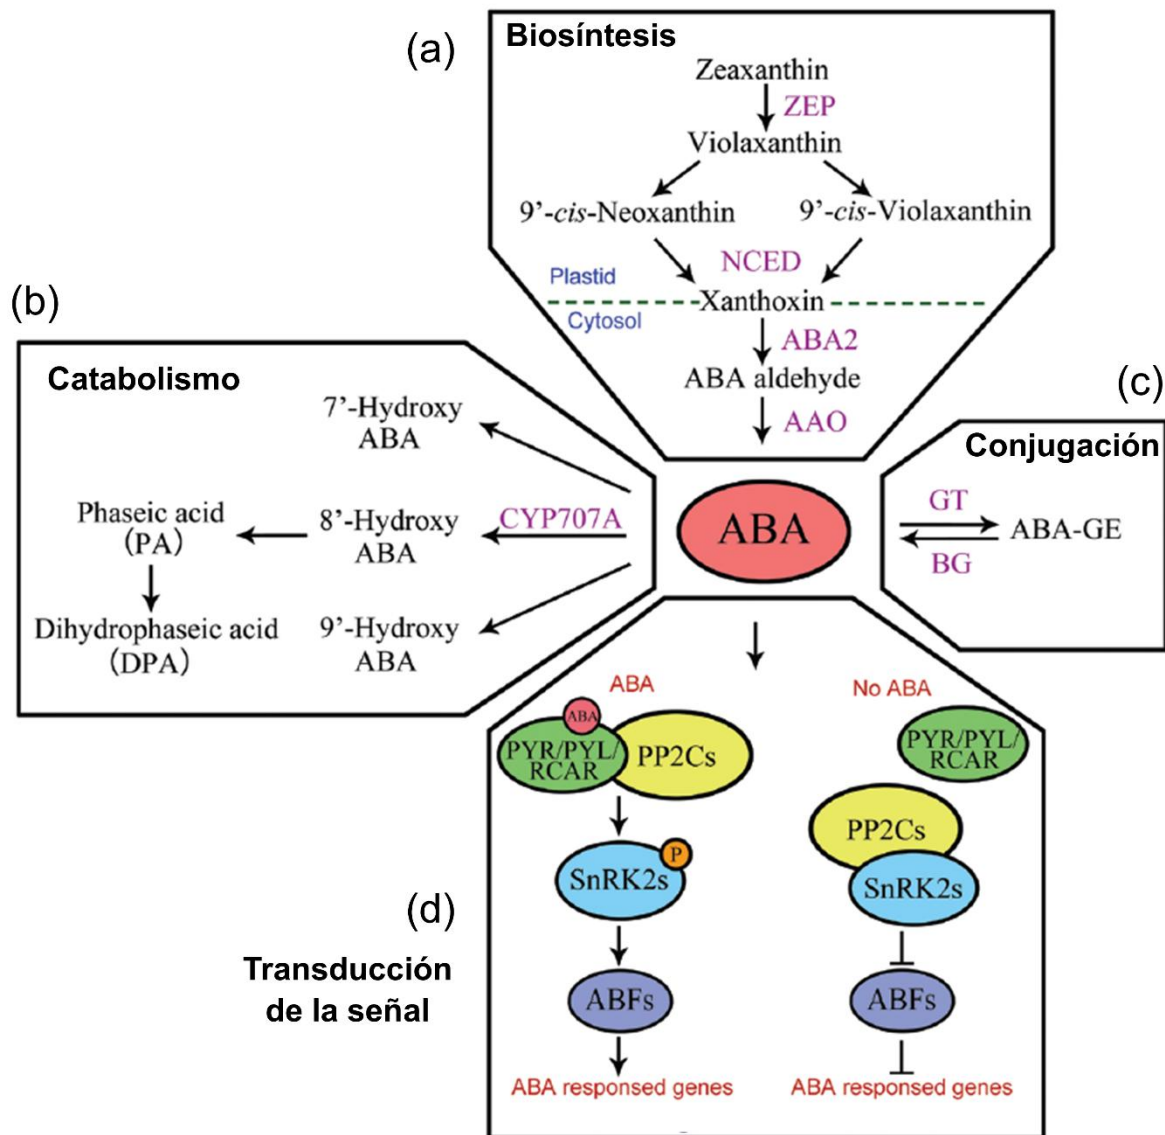 (a)
Biosíntesis
Zeaxanthin
ZEP
Violaxanthin
9’-cis-Neoxanthin
9’-cis-Violaxanthin
NCED
Plastid
Xanthoxin
Cytosol
ABA2
ABA aldehyde
AAO
(b)
Catabolismo
7’-Hydroxy
ABA
Phaseic acid
(PA)
8’-Hydroxy
ABA
CYP707A
Dihydrophaseic acid
(DPA)
9’-Hydroxy
ABA
ABA
(c)
Conjugación
GT
ABA-GE
BG
(d)
Transducción
de la señal
ABA
ABA
PYR/PYL/
RCAR
PP2Cs
P
SnRK2s
ABFs
ABA responsed genes
No ABA
PYR/PYL/
RCAR
PP2Cs
SnRK2s
ABFs
ABA responsed genes